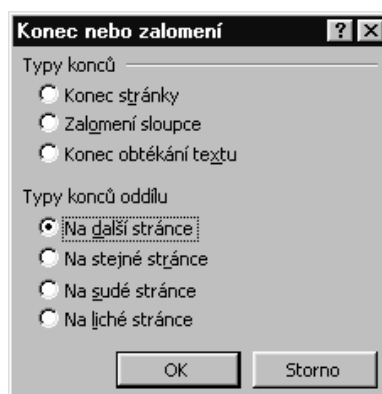 Konec nebo zalomení
Typy konců
Konec stránky
Zalomení sloupce
Konec obtékání textu
Typy konců oddílu
Na další stránce
Na stejné stránce
Na sudé stránce
Na liché stránce
OK Storno